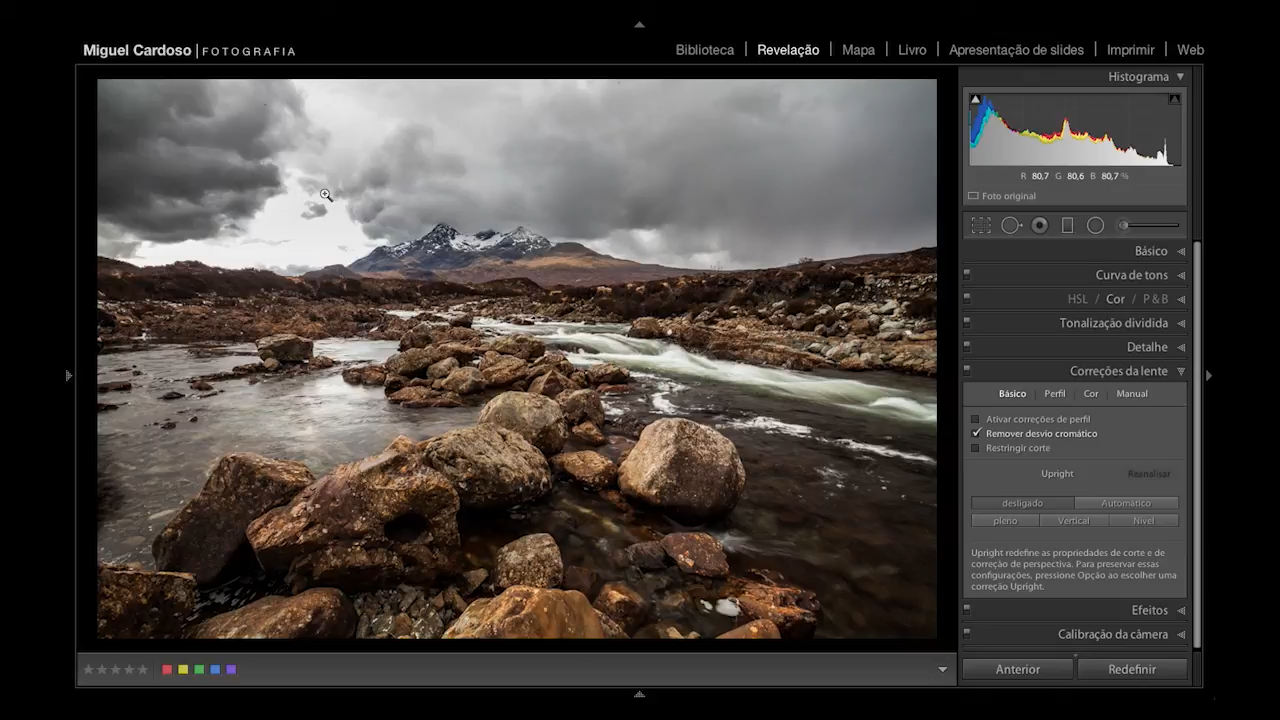 Miguel Cardoso | FOTOGRAFIA
Biblioteca | Revelação | Mapa | Livro | Apresentação de slides | Imprimir | Web
Histograma
R 80,7 G 80,6 B 80,7 %
Foto original
Básico
Curva de tons
HSL / Cor / P & B
Tonalização dividida
Detalhe
Correções da lente
Básico Perfil Cor Manual
Ativar correções de perfil
Remover desvio cromático
Restringir corte
Upright Reanalisar
desligado Automático
pleno Vertical Nível
Upright redefine as propriedades de corte e de
correção de perspectiva. Para preservar essas
configurações, pressione Opção ao escolher uma
correção Upright.
Efeitos
Calibração da câmera
Anterior Redefinir